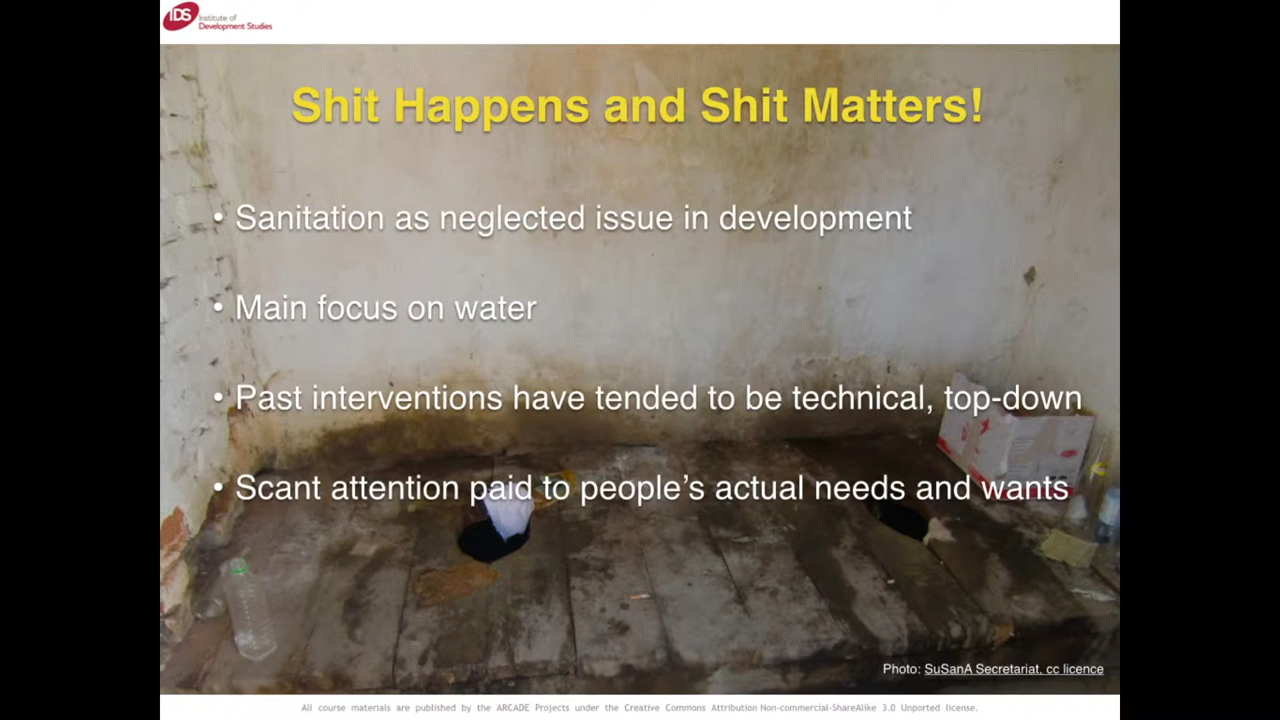 IDS Institute of
Development Studies
Shit Happens and Shit Matters!
• Sanitation as neglected issue in development
• Main focus on water
• Past interventions have tended to be technical, top-down
• Scant attention paid to people’s actual needs and wants
Photo: SuSanA Secretariat, cc licence
All course materials are published by the ARCADE Projects under the Creative Commons Attribution Non-commercial-ShareAlike 3.0 Unported license.